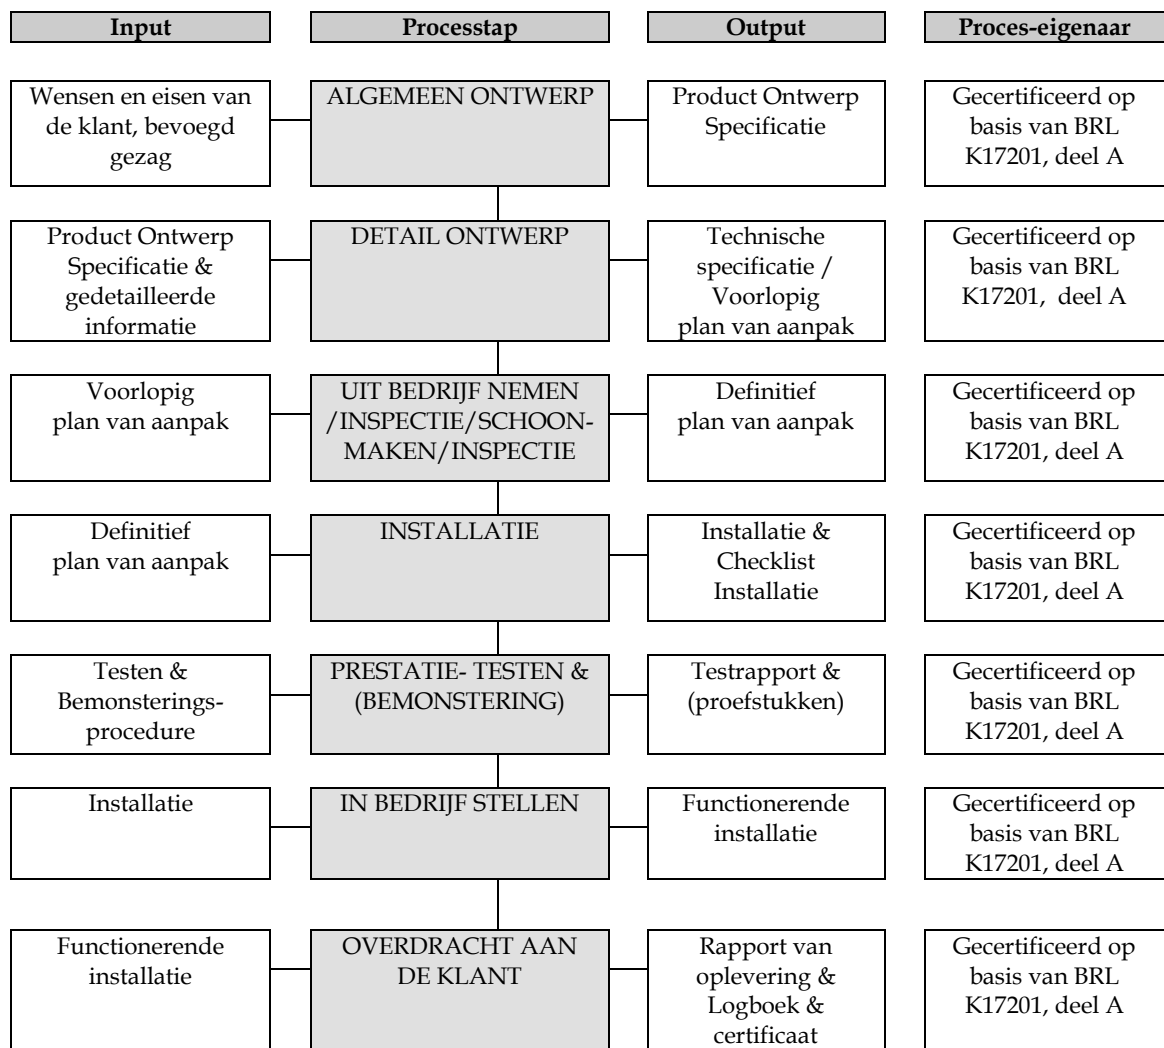 Input
Processtap
Output
Proces-eigenaar
Wensen en eisen van
de klant, bevoegd
gezag
ALGEMEEN ONTWERP
Product Ontwerp
Specificatie
Gecertificeerd op
basis van BRL
K17201, deel A
Product Ontwerp
Specificatie &
gedetailleerde
informatie
DETAIL ONTWERP
Technische
specificatie /
Voorlopig
plan van aanpak
Gecertificeerd op
basis van BRL
K17201, deel A
Voorlopig
plan van aanpak
UIT BEDRIJF NEMEN
/INSPECTIE/SCHOON-
MAKEN/INSPECTIE
Definitief
plan van aanpak
Gecertificeerd op
basis van BRL
K17201, deel A
Definitief
plan van aanpak
INSTALLATIE
Installatie &
Checklist
Installatie
Gecertificeerd op
basis van BRL
K17201, deel A
Testen &
Bemonsterings-
procedure
PRESTATIE- TESTEN &
(BEMONSTERING)
Testrapport &
(proefstukken)
Gecertificeerd op
basis van BRL
K17201, deel A
Installatie
IN BEDRIJF STELLEN
Functionerende
installatie
Gecertificeerd op
basis van BRL
K17201, deel A
Functionerende
installatie
OVERDRACHT AAN
DE KLANT
Rapport van
oplevering &
Logboek &
certificaat
Gecertificeerd op
basis van BRL
K17201, deel A